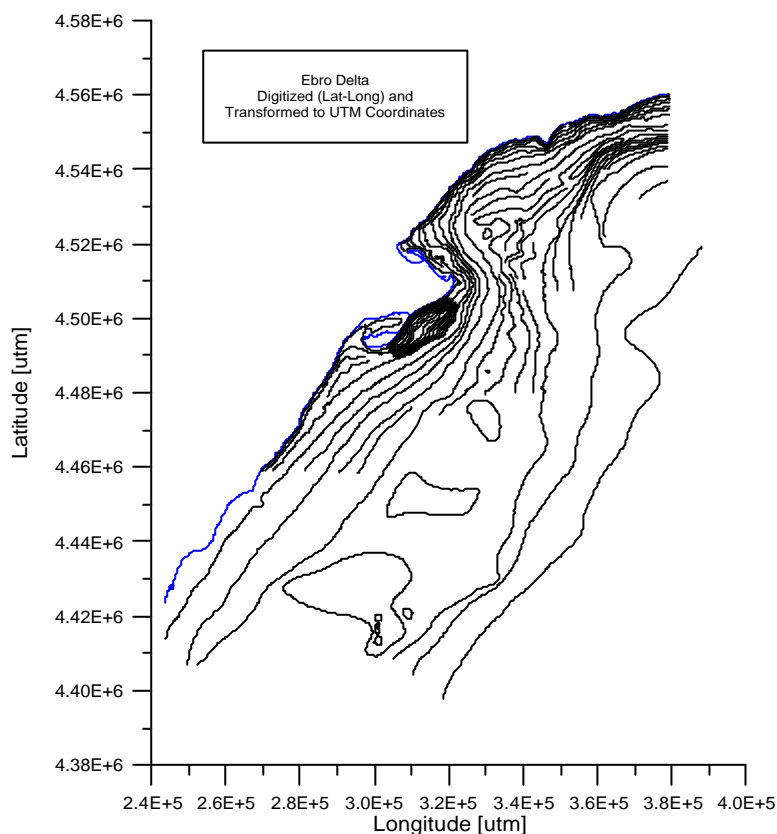 4.58E+6
Ebro Delta
Digitized (Lat-Long) and
Transformed to UTM Coordinates
4.56E+6
4.54E+6
4.52E+6
4.50E+6
4.48E+6
4.46E+6
4.44E+6
4.42E+6
4.40E+6
4.38E+6
Latitude [utm]
2.4E+5 2.6E+5 2.8E+5 3.0E+5 3.2E+5 3.4E+5 3.6E+5 3.8E+5 4.0E+5
Longitude [utm]